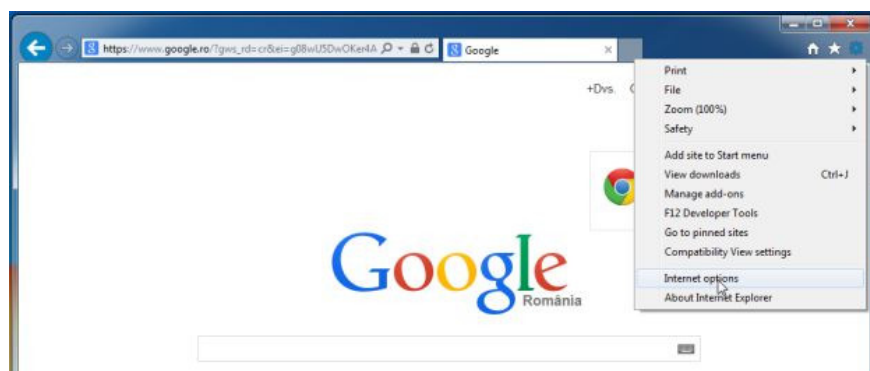 https://www.google.ro/?gws_rd=cr&ei=g08wU5DwOKer4A
Google
+Dvs.
Print
File
Zoom (100%)
Safety
Add site to Start menu
View downloads Ctrl+J
Manage add-ons
F12 Developer Tools
Go to pinned sites
Compatibility View settings
Internet options
About Internet Explorer
Google
România